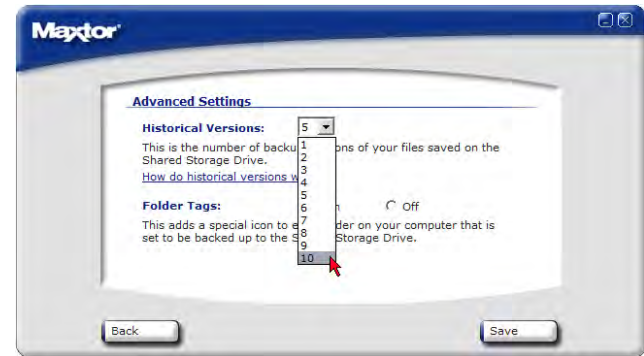 Maxtor
Advanced Settings
Historical Versions: 5
This is the number of backu ons of your files saved on the
Shared Storage Drive.
How do historical versions w
1
2
3
4
5
6
7
8
9
10
Folder Tags: n Off
This adds a special icon to e der on your computer that is
set to be backed up to the S Storage Drive.
Back Save